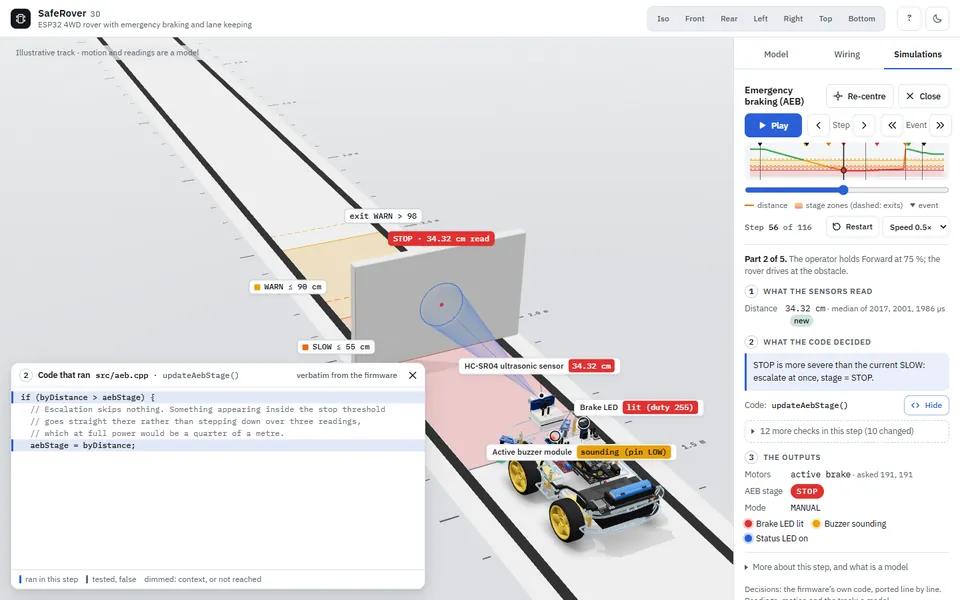 SafeRover 3D
ESP32 4WD rover with emergency braking and lane keeping
Iso Front Rear Left Right Top Bottom
?
Illustrative track · motion and readings are a model
exit WARN > 98
STOP · 34.32 cm read
WARN ≤ 90 cm
2.0 m
SLOW ≤ 55 cm
HC-SR04 ultrasonic sensor 34.32 cm
Brake LED lit (duty 255)
Active buzzer module sounding (pin LOW)
1.5 m
2 Code that ran src/aeb.cpp · updateAebStage() verbatim from the firmware
if (byDistance > aebStage) {
// Escalation skips nothing. Something appearing inside the stop threshold
// goes straight there rather than stepping down over three readings,
// which at full power would be a quarter of a metre.
aebStage = byDistance;
ran in this step tested, false dimmed: context, or not reached
Model Wiring Simulations
Emergency braking (AEB)
Re-centre Close
Play Step Event
distance stage zones (dashed: exits) event
Step 56 of 116 Restart Speed 0.5×
Part 2 of 5. The operator holds Forward at 75 %; the
rover drives at the obstacle.
1 WHAT THE SENSORS READ
Distance 34.32 cm · median of 2017, 2001, 1986 µs
new
2 WHAT THE CODE DECIDED
STOP is more severe than the current SLOW:
escalate at once, stage = STOP.
Code: updateAebStage() Hide
12 more checks in this step (10 changed)
3 THE OUTPUTS
Motors active brake · asked 191, 191
AEB stage STOP
Mode MANUAL
Brake LED lit Buzzer sounding
Status LED on
More about this step, and what is a model
Decisions: the firmware's own code, ported line by line.